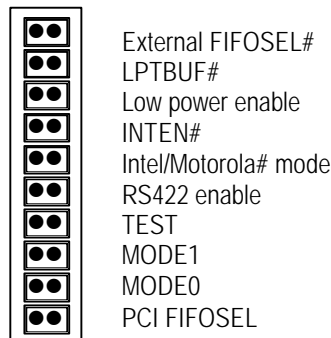 External FIFOSEL#
LPTBUF#
Low power enable
INTEN#
Intel/Motorola# mode
RS422 enable
TEST
MODE1
MODE0
PCI FIFOSEL